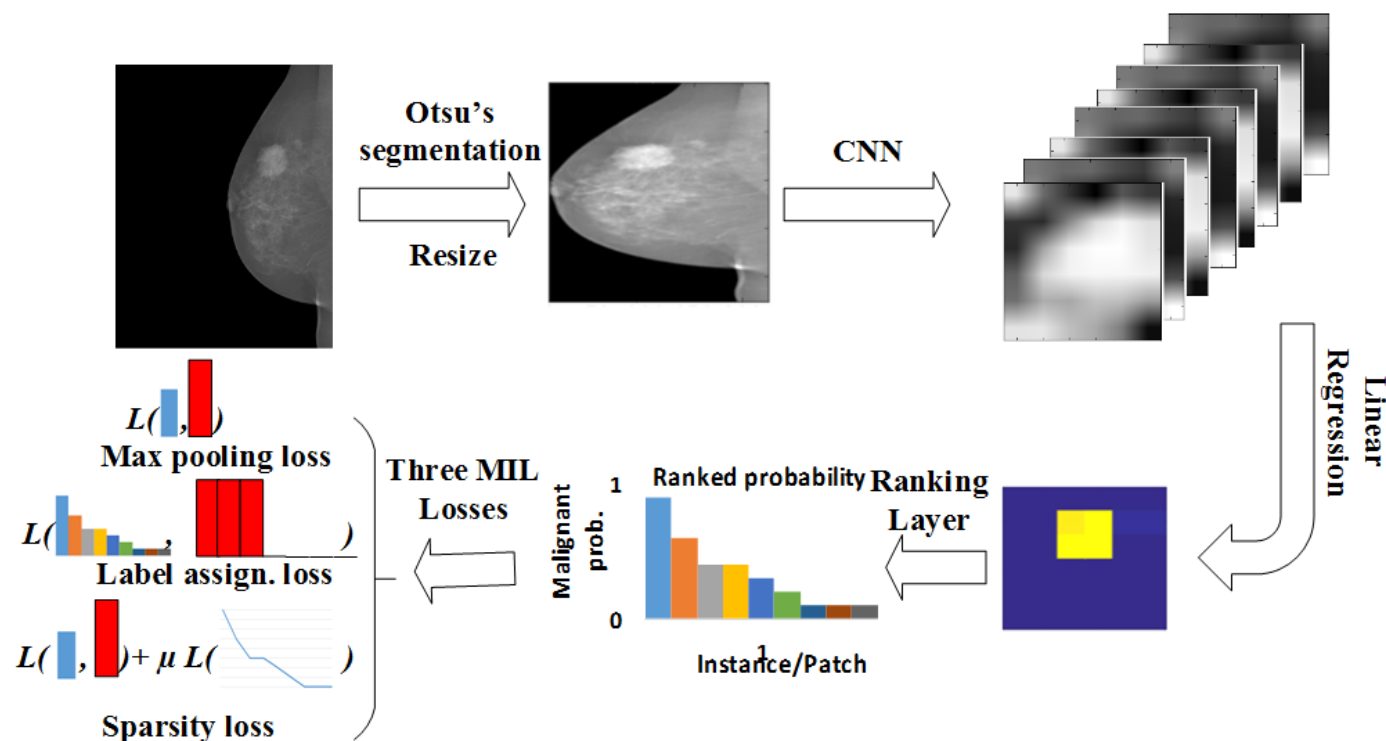 Otsu's
segmentation
Resize
CNN
Linear
Regression
Ranking
Layer
Ranked probability
Malignant
prob.
1
0
1
Instance/Patch
Three MIL
Losses
L( , )
Max pooling loss
L( , )
Label assign. loss
L( , )+ μ L( )
Sparsity loss